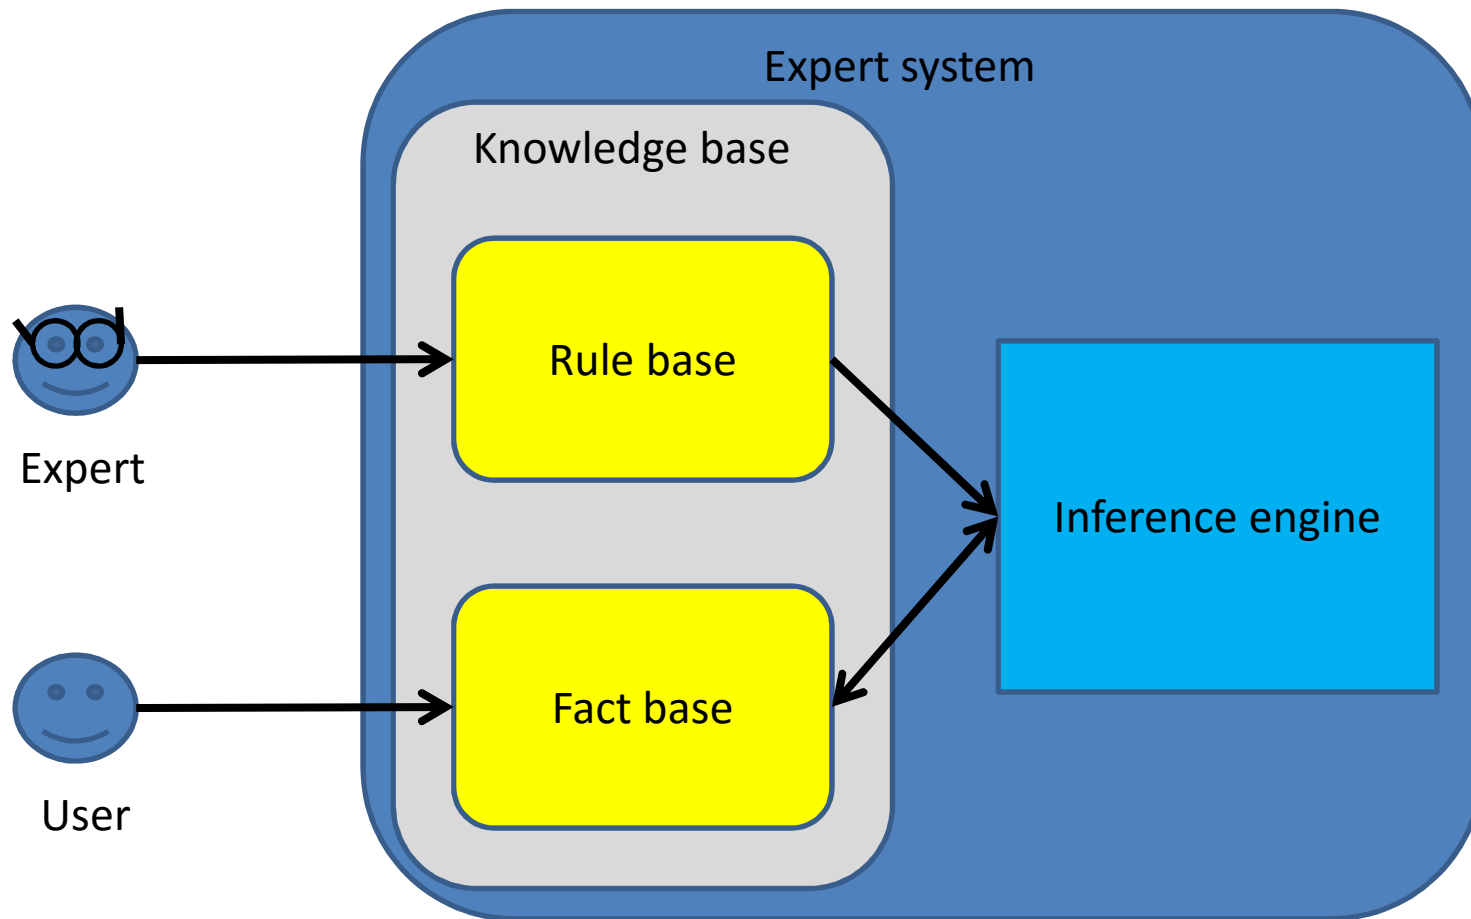 Expert system
Knowledge base
Rule base
Expert
Inference engine
Fact base
User